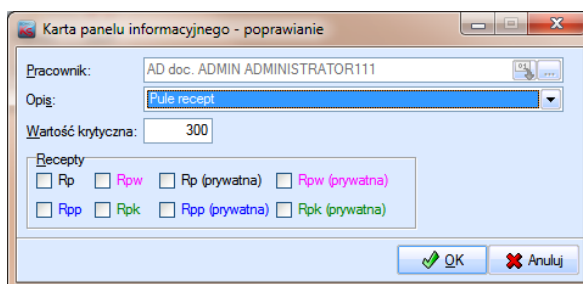 Karta panelu informacyjnego - poprawianie
Pracownik: AD doc. ADMIN ADMINISTRATOR111 ...
Opis: Pule recept
Wartość krytyczna: 300
Recepty
Rp Rpw Rp (prywatna) Rpw (prywatna)
Rpp Rpk Rpp (prywatna) Rpk (prywatna)
OK Anuluj